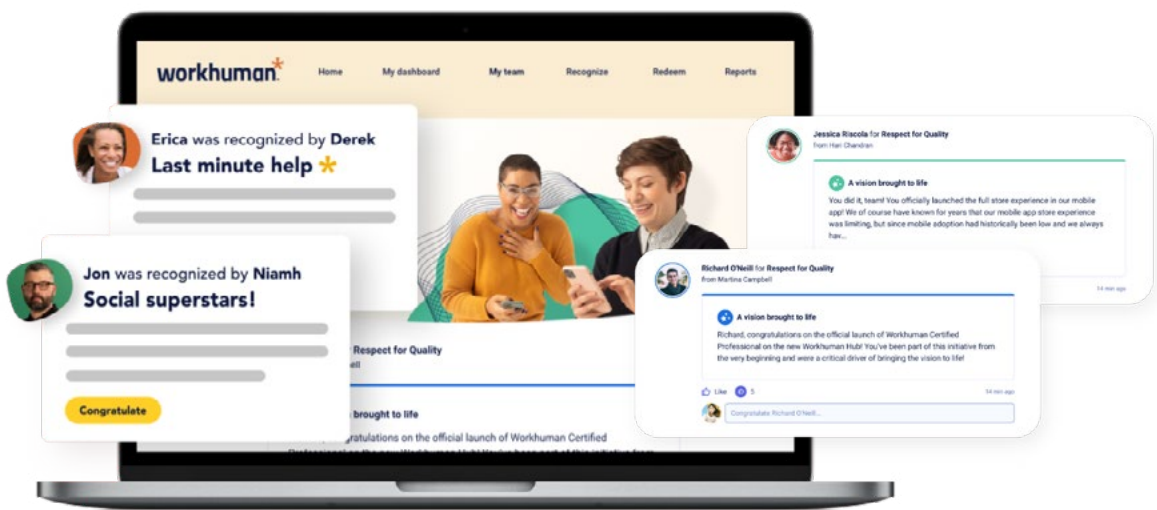 workhuman*
Home
My dashboard
My team
Recognize
Redeem
Reports
Erica was recognized by Derek
Last minute help
Jon was recognized by Niamh
Social superstars!
Congratulate
Respect for Quality
brought to life
gratulations on the official launch of Workhuman Certified
Jessica Riscola for Respect for Quality
from Hari Chandran
A vision brought to life
You did it, team! You officially launched the full store experience in our mobile
app! We of course have known for years that our mobile app store experience
was limiting, but since mobile adoption had historically been low and we always
hav...
14 min ago
Richard O'Neill for Respect for Quality
from Martina Campbell
A vision brought to life
Richard, congratulations on the official launch of Workhuman Certified
Professional on the new Workhuman Hub! You've been part of this initiative from
the very beginning and were a critical driver of bringing the vision to life!
Like
5
14 min ago
Congratulate Richard O'Neill...